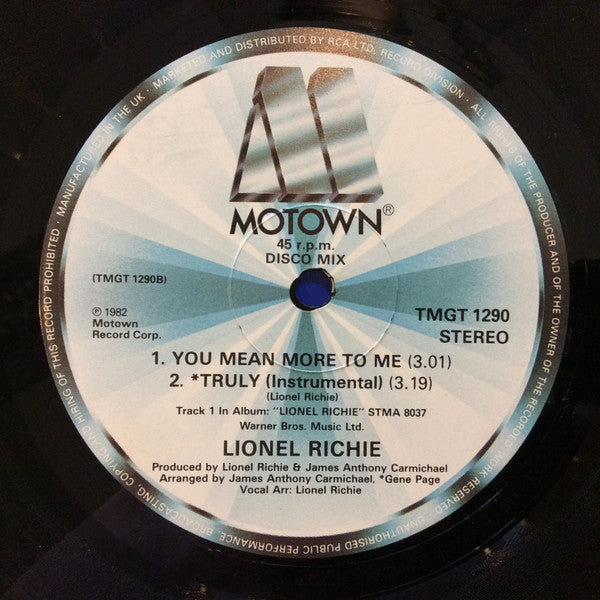 MANUFACTURED IN THE UK · MARKETED AND DISTRIBUTED BY RCA LTD. RECORD DIVISION · ALL RIGHTS OF THE PRODUCER AND OF THE OWNER OF THE RECORDED WORK RESERVED · UNAUTHORISED PUBLIC PERFORMANCE, BROADCASTING, COPYING AND HIRING OF THIS RECORD PROHIBITED ·
MOTOWN®
45 r.p.m.
DISCO MIX
(TMGT 1290B)
℗ 1982
Motown
Record Corp.
TMGT 1290
STEREO
1. YOU MEAN MORE TO ME (3.01)
2. *TRULY (Instrumental) (3.19)
(Lionel Richie)
Track 1 In Album: "LIONEL RICHIE" STMA 8037
Warner Bros. Music Ltd.
LIONEL RICHIE
Produced by Lionel Richie & James Anthony Carmichael
Arranged by James Anthony Carmichael, *Gene Page
Vocal Arr: Lionel Richie